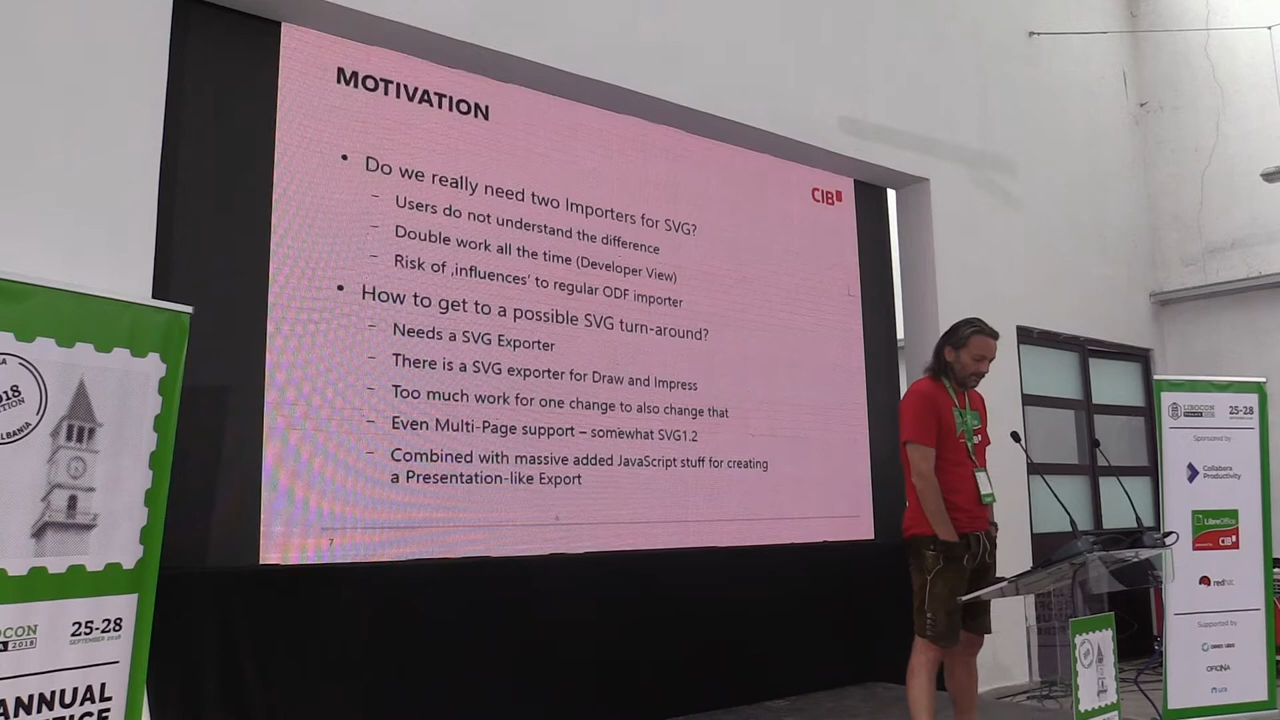 MOTIVATION
CIB
• Do we really need two Importers for SVG?
– Users do not understand the difference
– Double work all the time (Developer View)
– Risk of ‚influences' to regular ODF importer
• How to get to a possible SVG turn-around?
– Needs a SVG Exporter
– There is a SVG exporter for Draw and Impress
– Too much work for one change to also change that
– Even Multi-Page support – somewhat SVG1.2
– Combined with massive added JavaScript stuff for creating
a Presentation-like Export
7
25-28
SEPTEMBER 2018
2018
ANNUAL
LIBOCON
25-28
Sponsored by
Collabora
Productivity
LibreOffice
CIB
redhat
Supported by
OFICINA